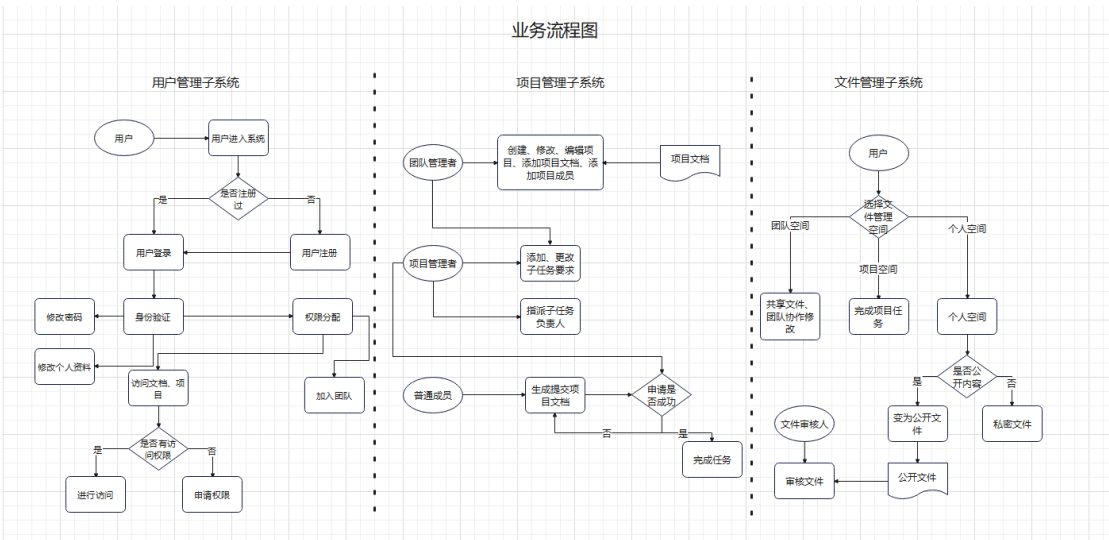 业务流程图
用户管理子系统
项目管理子系统
文件管理子系统
用户
用户进入系统
是否注册
过
是
否
用户登录
用户注册
修改密码
身份验证
权限分配
修改个人资料
访问文档、项
目
加入团队
是否有访
问权限
是
否
进行访问
申请权限
团队管理者
创建、修改、编辑项
目、添加项目文档、添
加项目成员
项目文档
项目管理者
添加、更改
子任务要求
指派子任务
负责人
普通成员
生成提交项
目文档
申请是
否成功
否
是
完成任务
用户
选择文
件管理
空间
团队空间
个人空间
项目空间
共享文件、
团队协作修
改
完成项目任
务
个人空间
是否公
开内容
是
否
变为公开文
件
私密文件
文件审核人
审核文件
公开文件